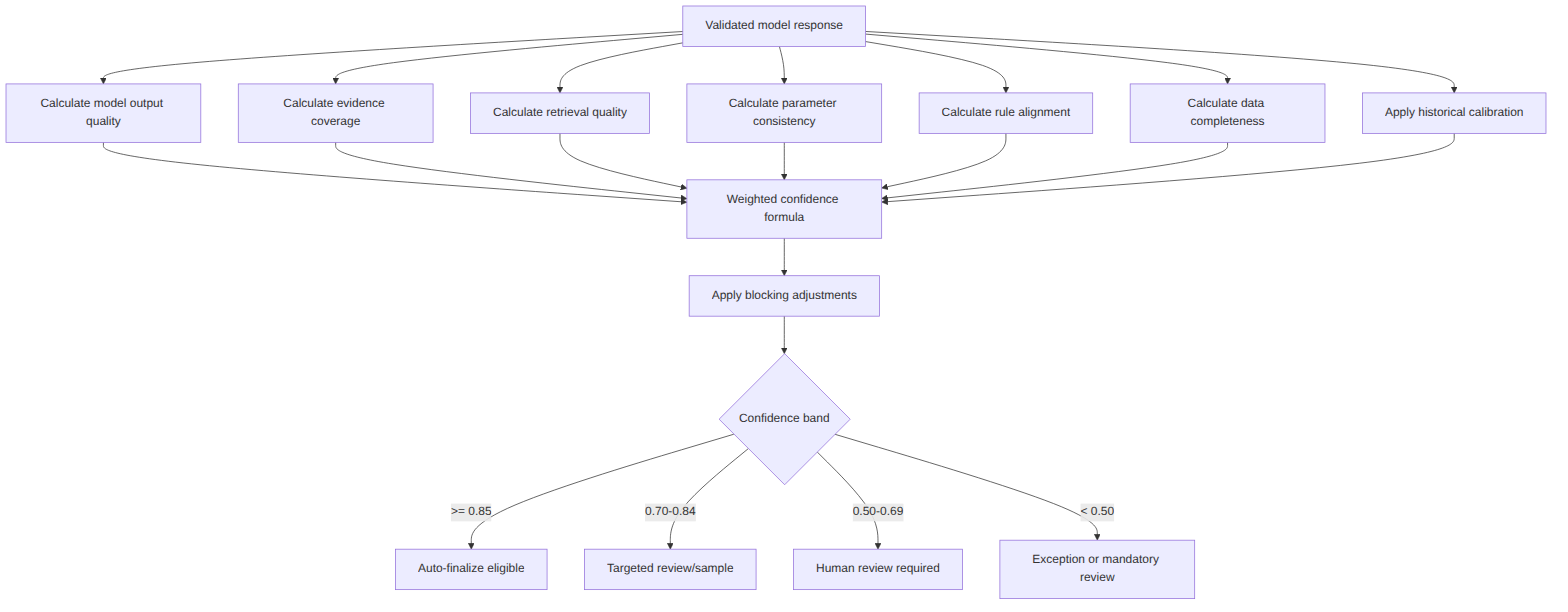 Validated model response
Calculate model output
quality
Calculate evidence
coverage
Calculate retrieval quality
Calculate parameter
consistency
Calculate rule alignment
Calculate data
completeness
Apply historical calibration
Weighted confidence
formula
Apply blocking adjustments
Confidence band
>= 0.85
0.70-0.84
0.50-0.69
< 0.50
Auto-finalize eligible
Targeted review/sample
Human review required
Exception or mandatory
review